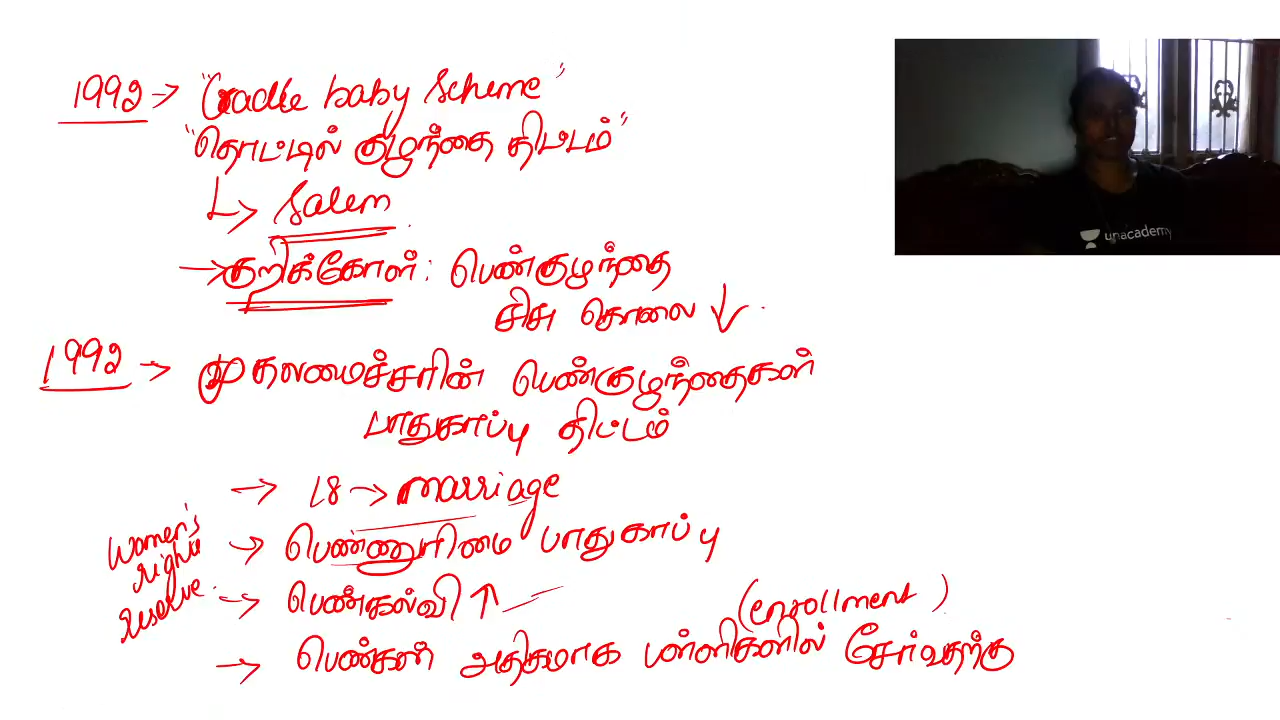 1992 → "Cradle baby scheme"
"தொட்டில் குழந்தை திட்டம்"
↳ Salem
→ குறிக்கோள் : பெண்குழந்தை
சிசு கொலை ↓
1992 → முதலமைச்சரின் பெண்குழந்தைகள்
பாதுகாப்பு திட்டம்
→ 18 → marriage
→ பெண்ணுரிமை பாதுகாப்பு
Women's
rights
reserve
→ பெண்கல்வி ↑
(enrollment)
→ பெண்கள் அதிகமாக பள்ளிகளில் சேர்வதற்கு
unacademy